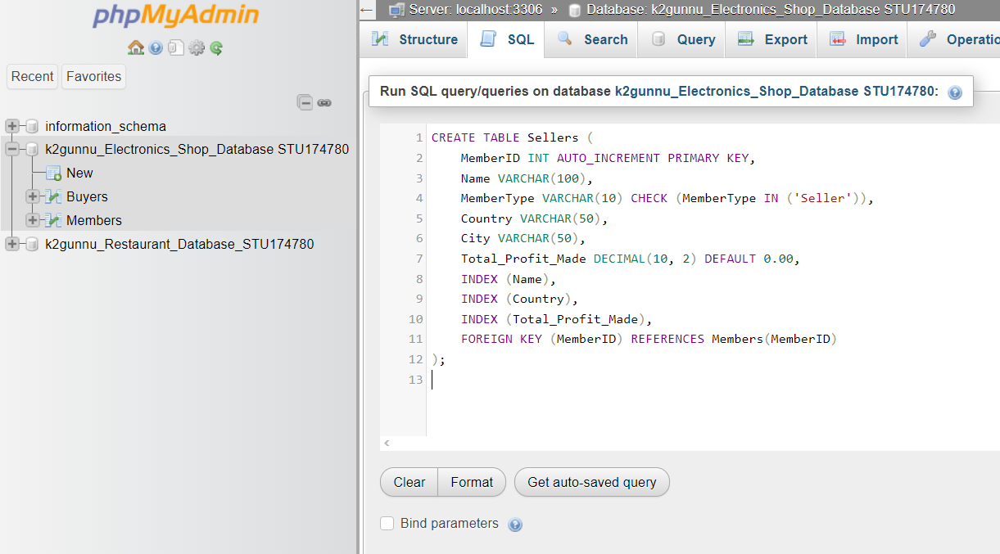 phpMyAdmin
Recent Favorites
information_schema
k2gunnu_Electronics_Shop_Database STU174780
New
Buyers
Members
k2gunnu_Restaurant_Database_STU174780
← Server: localhost:3306 » Database: k2gunnu_Electronics_Shop_Database STU174780
Structure SQL Search Query Export Import Operatio
Run SQL query/queries on database k2gunnu_Electronics_Shop_Database STU174780:
1 CREATE TABLE Sellers (
2 MemberID INT AUTO_INCREMENT PRIMARY KEY,
3 Name VARCHAR(100),
4 MemberType VARCHAR(10) CHECK (MemberType IN ('Seller')),
5 Country VARCHAR(50),
6 City VARCHAR(50),
7 Total_Profit_Made DECIMAL(10, 2) DEFAULT 0.00,
8 INDEX (Name),
9 INDEX (Country),
10 INDEX (Total_Profit_Made),
11 FOREIGN KEY (MemberID) REFERENCES Members(MemberID)
12 );
13
Clear Format Get auto-saved query
Bind parameters